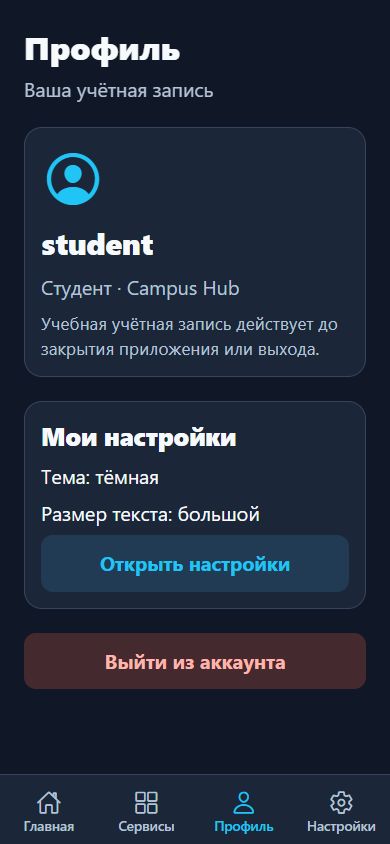 Профиль
Ваша учётная запись
student
Студент · Campus Hub
Учебная учётная запись действует до
закрытия приложения или выхода.
Мои настройки
Тема: тёмная
Размер текста: большой
Открыть настройки
Выйти из аккаунта
Главная
Сервисы
Профиль
Настройки